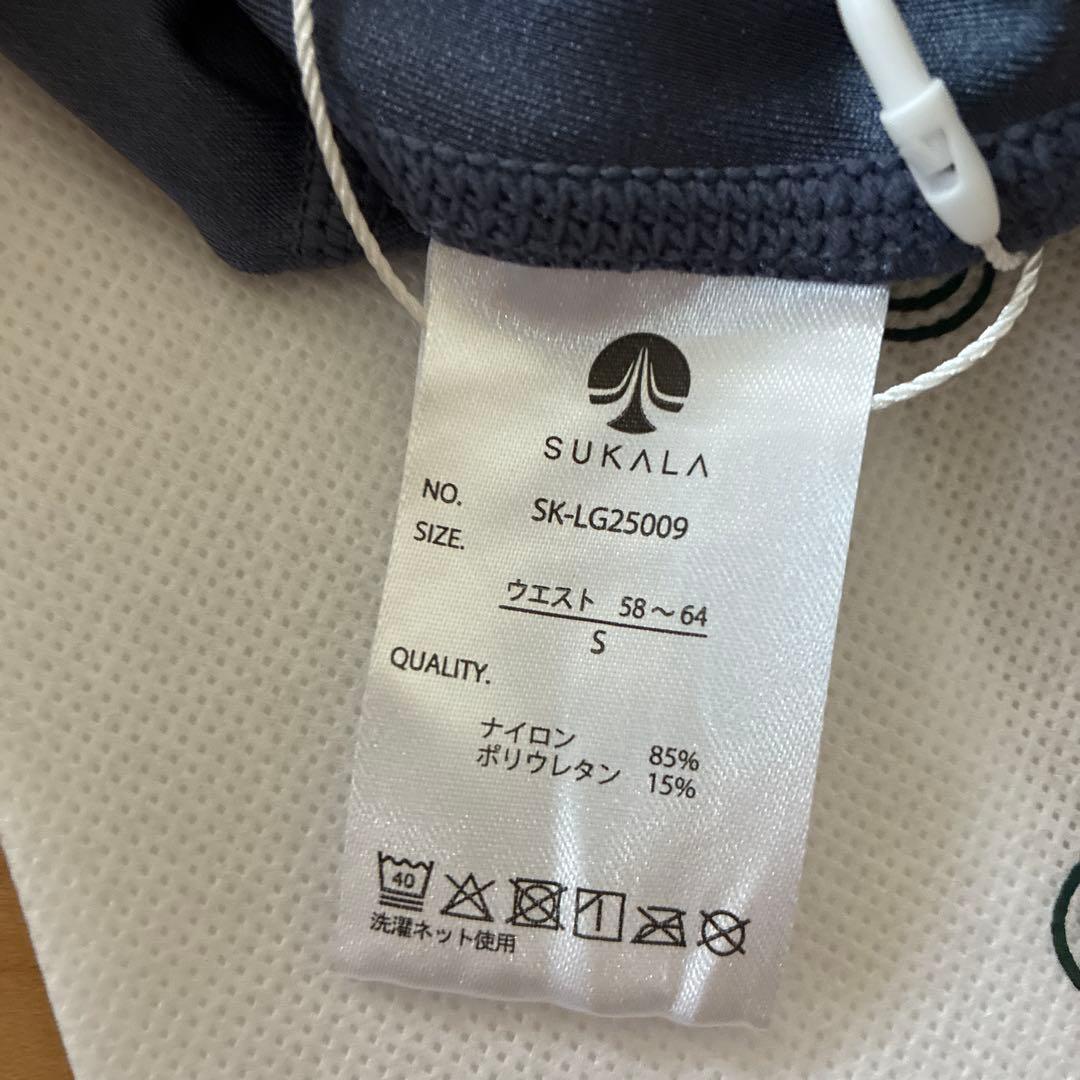 SUKALA
NO. SK-LG25009
SIZE.
ウエスト 58～64
S
QUALITY.
ナイロン 85%
ポリウレタン 15%
40
洗濯ネット使用